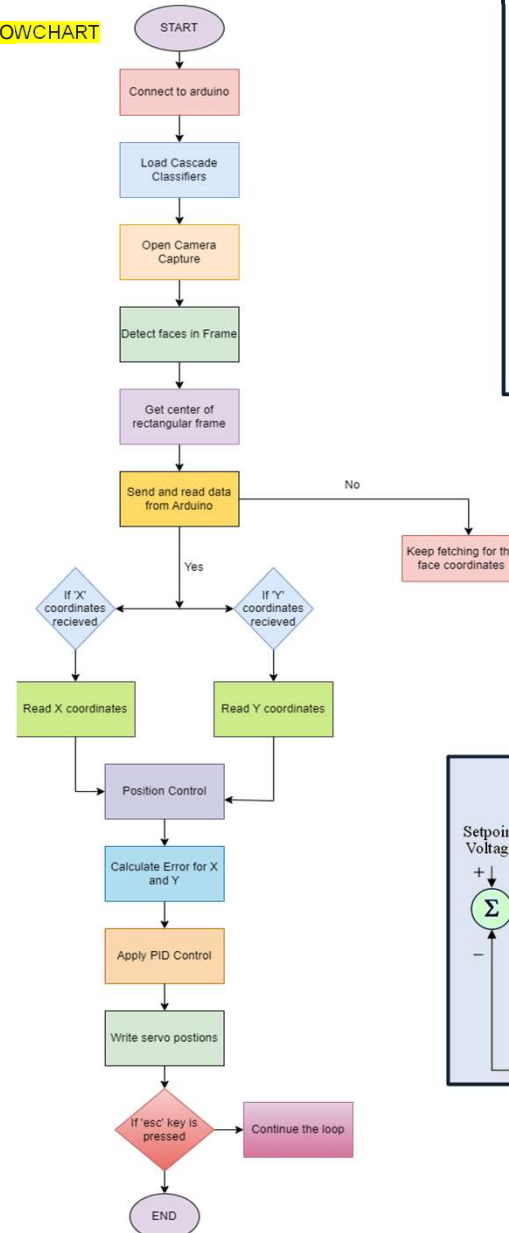 OWCHART
START
Connect to arduino
Load Cascade
Classifiers
Open Camera
Capture
Detect faces in Frame
Get center of
rectangular frame
Send and read data
from Arduino
No
Keep fetching for th
face coordinates
Yes
If 'X'
coordinates
recieved
If 'Y'
coordinates
recieved
Read X coordinates
Read Y coordinates
Position Control
Calculate Error for X
and Y
Apply PID Control
Write servo postions
If 'esc' key is
pressed
Continue the loop
END
Setpoin
Voltag
+
Σ
−